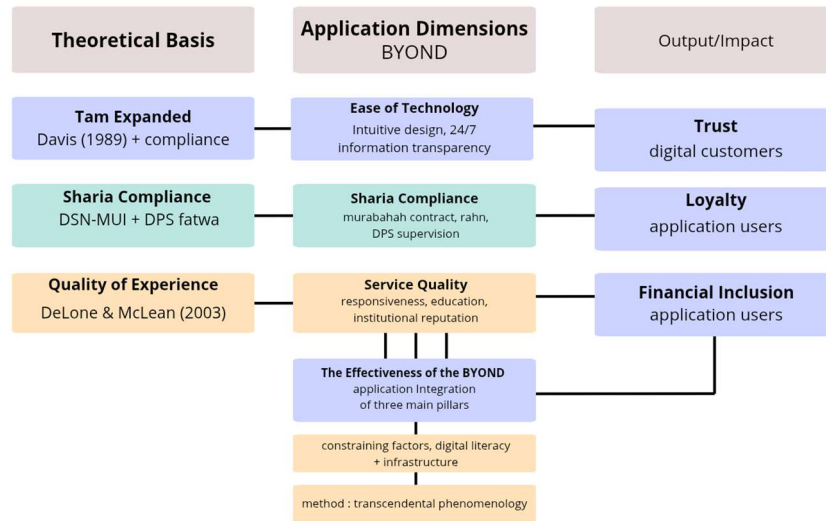 Theoretical Basis
Application Dimensions
BYOND
Output/Impact
Tam Expanded
Davis (1989) + compliance
Ease of Technology
Intuitive design, 24/7
information transparency
Trust
digital customers
Sharia Compliance
DSN-MUI + DPS fatwa
Sharia Compliance
murabahah contract, rahn,
DPS supervision
Loyalty
application users
Quality of Experience
DeLone & McLean (2003)
Service Quality
responsiveness, education,
institutional reputation
Financial Inclusion
application users
The Effectiveness of the BYOND
application Integration
of three main pillars
constraining factors, digital literacy
+ infrastructure
method : transcendental phenomenology